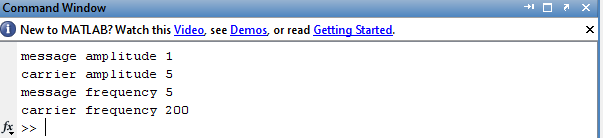 Command Window
New to MATLAB? Watch this Video, see Demos, or read Getting Started.
message amplitude 1
carrier amplitude 5
message frequency 5
carrier frequency 200
fx >>